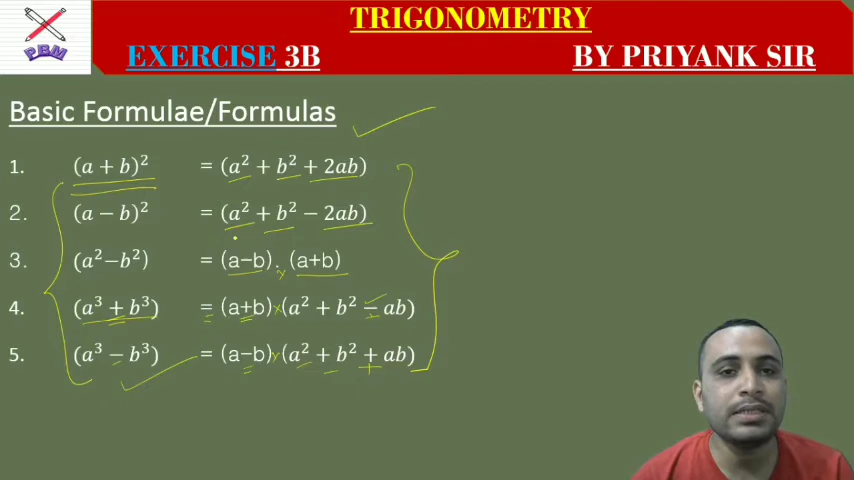 TRIGONOMETRY
EXERCISE 3B BY PRIYANK SIR
PBM
Basic Formulae/Formulas
1. (a + b)² = (a² + b² + 2ab)
2. (a − b)² = (a² + b² − 2ab)
3. (a²−b²) = (a−b). (a+b)
4. (a³ + b³) = (a+b)×(a² + b² − ab)
5. (a³ − b³) = (a−b)×(a² + b² + ab)